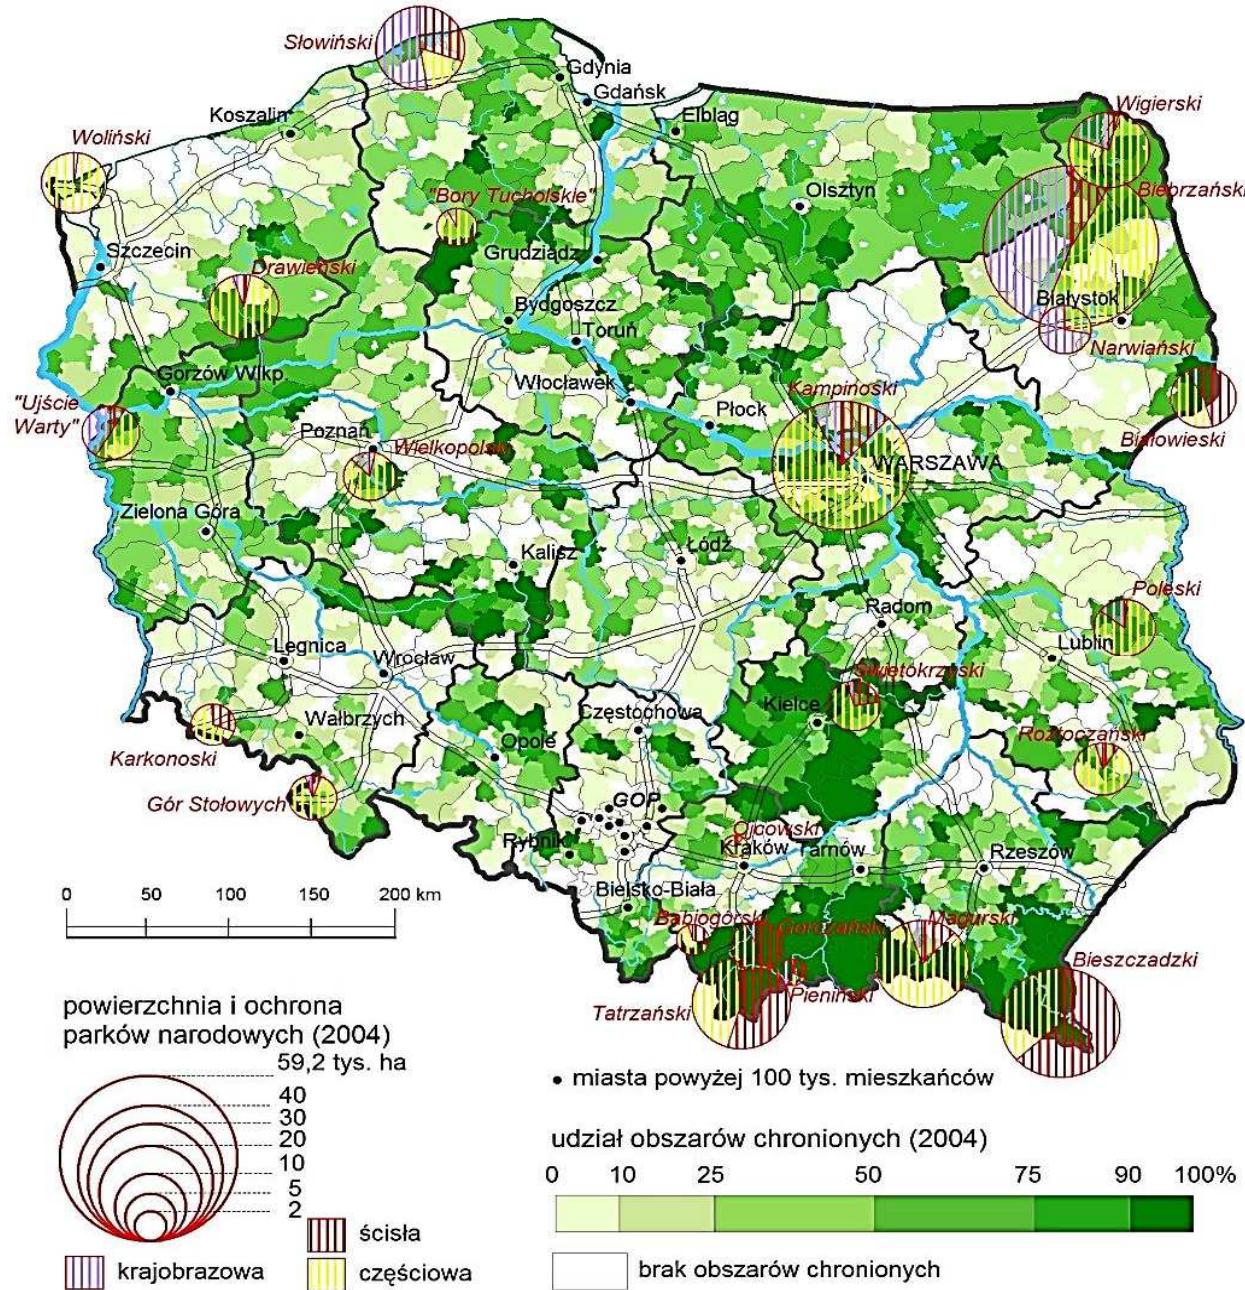 Słowiński
Gdynia
Gdańsk
Koszalin
Elbląg
Wigierski
Woliński
"Bory Tucholskie"
Olsztyn
Biebrzański
Szczecin
Drawieński
Grudziądz
Bydgoszcz
Białystok
Toruń
Narwiański
Gorzów Wlkp
Włocławek
Kampinoski
"Ujście
Warty"
Płock
Poznań
Wielkopolski
Białowieski
WARSZAWA
Zielona Góra
Kalisz
Łódź
Poleski
Radom
Legnica
Wrocław
Lublin
Świętokrzyski
Kielce
Wałbrzych
Częstochowa
Karkonoski
Opole
Roztoczański
Gór Stołowych
GOP
Ojcowski
Rybnik
Kraków
Tarnów
Rzeszów
0 50 100 150 200 km
Bielsko-Biała
Babiogórski
Gorczański
Magurski
Bieszczadzki
Pieniński
Tatrzański
powierzchnia i ochrona
parków narodowych (2004)
59,2 tys. ha
40
30
20
10
5
2
ścisła
krajobrazowa
częściowa
miasta powyżej 100 tys. mieszkańców
udział obszarów chronionych (2004)
0 10 25 50 75 90 100%
brak obszarów chronionych